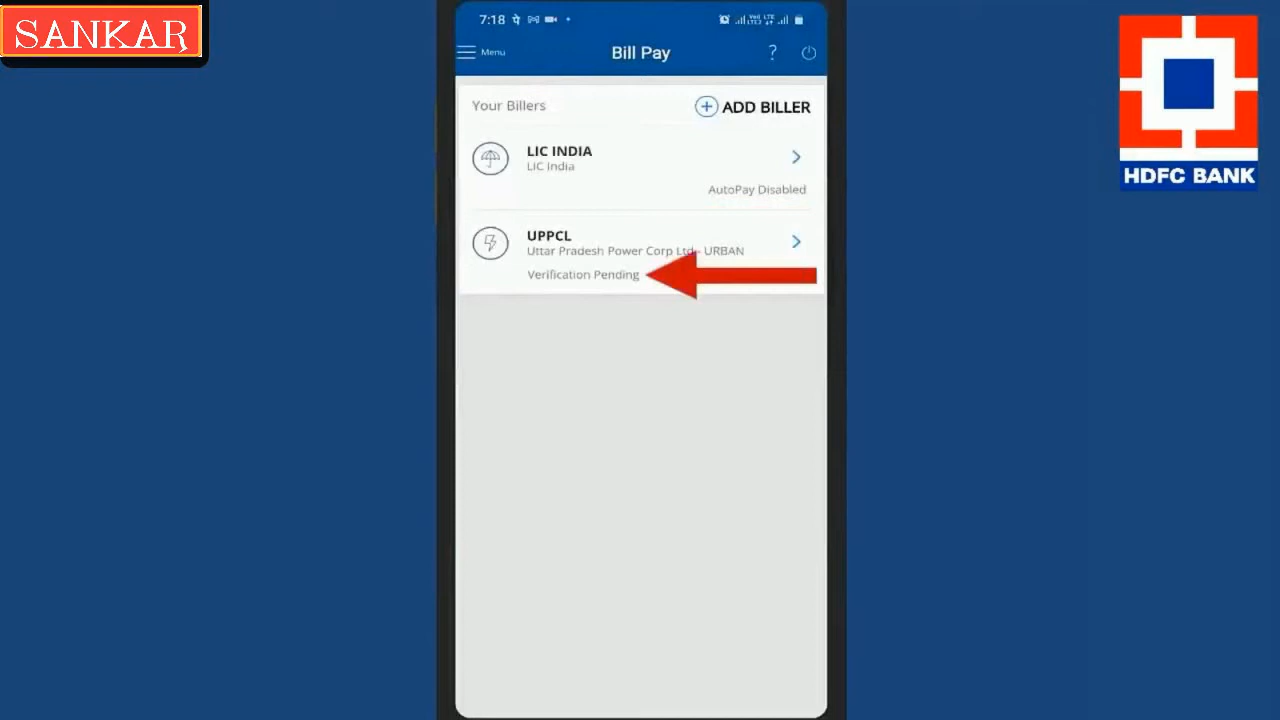 SANKAR
7:18 पे
Menu
Bill Pay
?
Your Billers
+ ADD BILLER
LIC INDIA
LIC India
AutoPay Disabled
UPPCL
Uttar Pradesh Power Corp Ltd - URBAN
Verification Pending
HDFC BANK